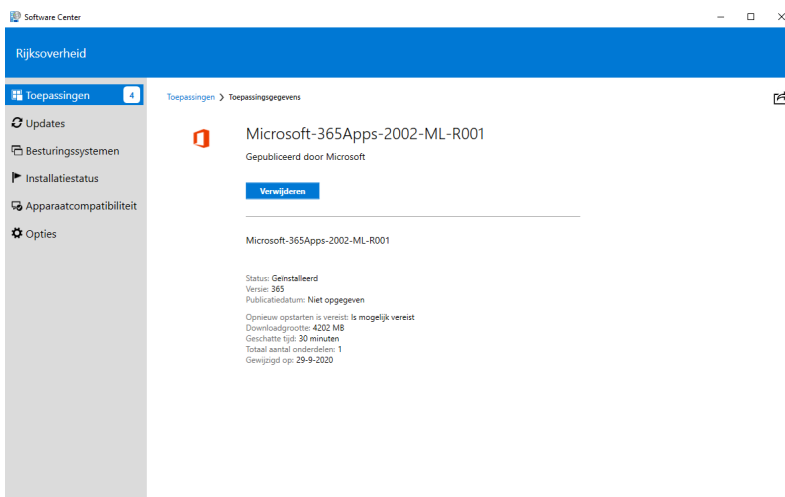 Software Center
Rijksoverheid
Toepassingen 4
Updates
Besturingssystemen
Installatiestatus
Apparaatcompatibiliteit
Opties
Toepassingen ❯ Toepassingsgegevens
Microsoft-365Apps-2002-ML-R001
Gepubliceerd door Microsoft
Verwijderen
Microsoft-365Apps-2002-ML-R001
Status: Geïnstalleerd
Versie: 365
Publicatiedatum: Niet opgegeven
Opnieuw opstarten is vereist: Is mogelijk vereist
Downloadgrootte: 4202 MB
Geschatte tijd: 30 minuten
Totaal aantal onderdelen: 1
Gewijzigd op: 29-9-2020